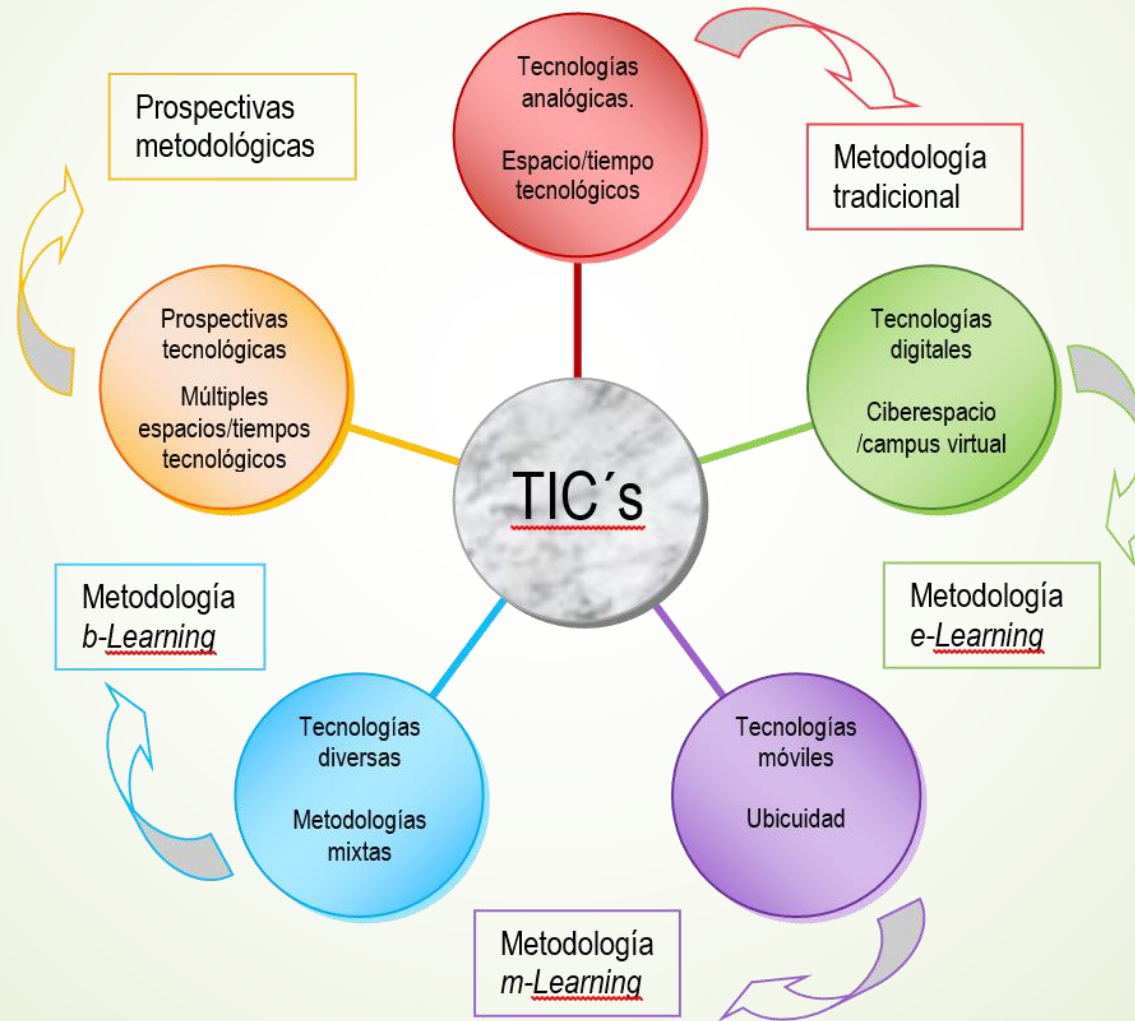 Tecnologías
analógicas.
Espacio/tiempo
tecnológicos
Metodología
tradicional
Tecnologías
digitales
Ciberespacio
/campus virtual
Metodología
e-Learning
Tecnologías
móviles
Ubicuidad
Metodología
m-Learning
Tecnologías
diversas
Metodologías
mixtas
Metodología
b-Learning
Prospectivas
tecnológicas
Múltiples
espacios/tiempos
tecnológicos
Prospectivas
metodológicas
TIC´s